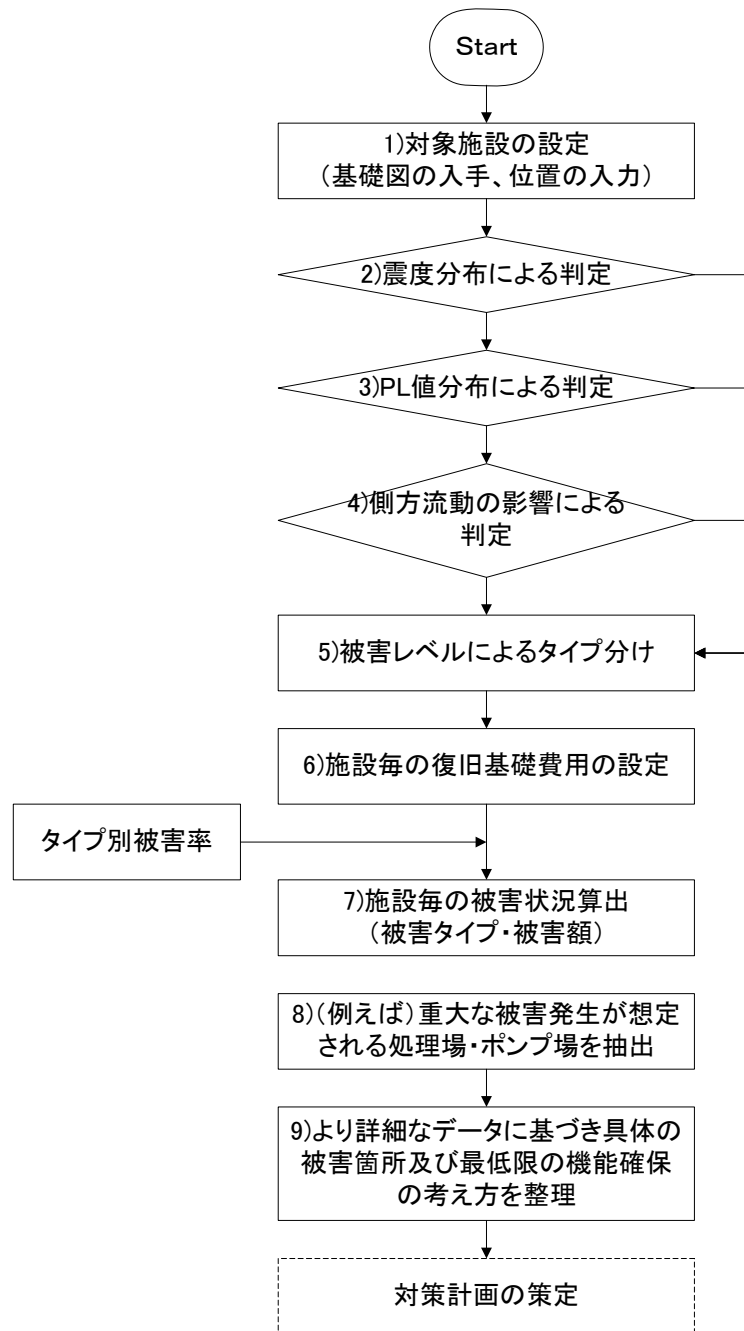 Start
1)対象施設の設定
(基礎図の入手、位置の入力)
2)震度分布による判定
3)PL値分布による判定
4)側方流動の影響による
判定
5)被害レベルによるタイプ分け
6)施設毎の復旧基礎費用の設定
タイプ別被害率
7)施設毎の被害状況算出
(被害タイプ・被害額)
8)(例えば)重大な被害発生が想定
される処理場・ポンプ場を抽出
9)より詳細なデータに基づき具体の
被害箇所及び最低限の機能確保
の考え方を整理
対策計画の策定